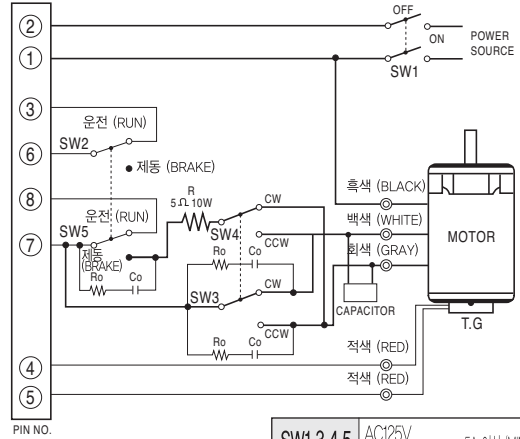 OFF
②
ON
POWER
SOURCE
①
SW1
③
운전 (RUN)
SW2
⑥
제동 (BRAKE)
⑧
R
5Ω 10W
CW
흑색 (BLACK)
운전 (RUN)
SW5
⑦
SW4
CCW
백색 (WHITE)
MOTOR
제동
(BRAKE)
Ro
Co
Ro
Co
회색 (GRAY)
SW3
CW
CAPACITOR
T.G
CCW
Ro
Co
적색 (RED)
④
적색 (RED)
⑤
PIN NO.
SW1,2,4,5
AC125V